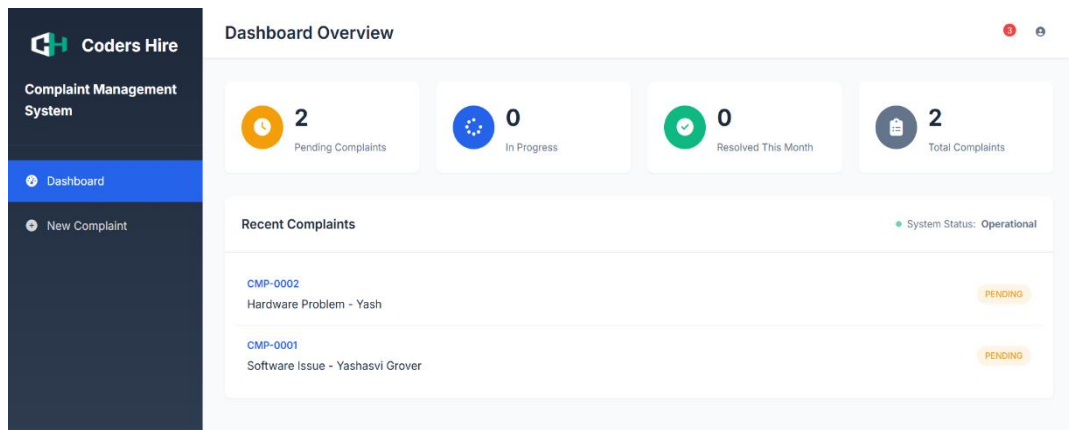 Coders Hire
Complaint Management
System
Dashboard
New Complaint
Dashboard Overview
3
2
Pending Complaints
0
In Progress
0
Resolved This Month
2
Total Complaints
Recent Complaints
System Status: Operational
CMP-0002
Hardware Problem - Yash
PENDING
CMP-0001
Software Issue - Yashasvi Grover
PENDING